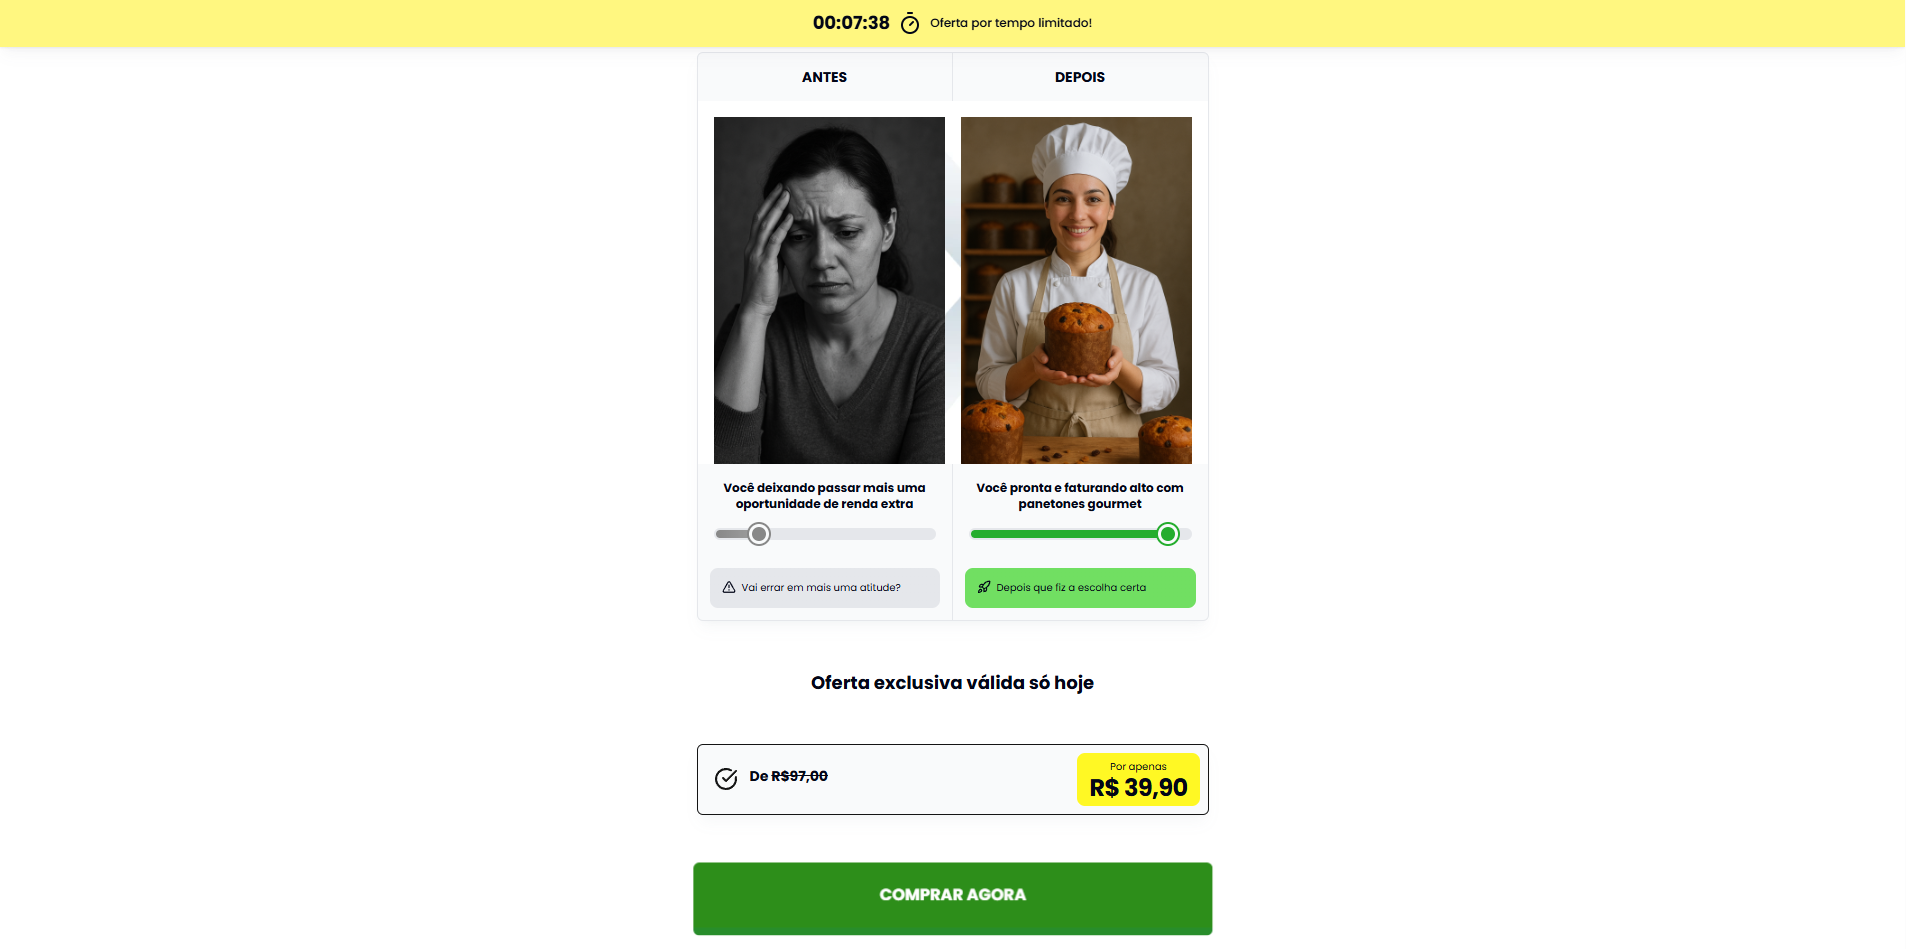 00:07:38 Oferta por tempo limitado!
ANTES
DEPOIS
Você deixando passar mais uma
oportunidade de renda extra
Você pronta e faturando alto com
panetones gourmet
Vai errar em mais uma atitude?
Depois que fiz a escolha certa
Oferta exclusiva válida só hoje
De R$97,00
Por apenas
R$ 39,90
COMPRAR AGORA